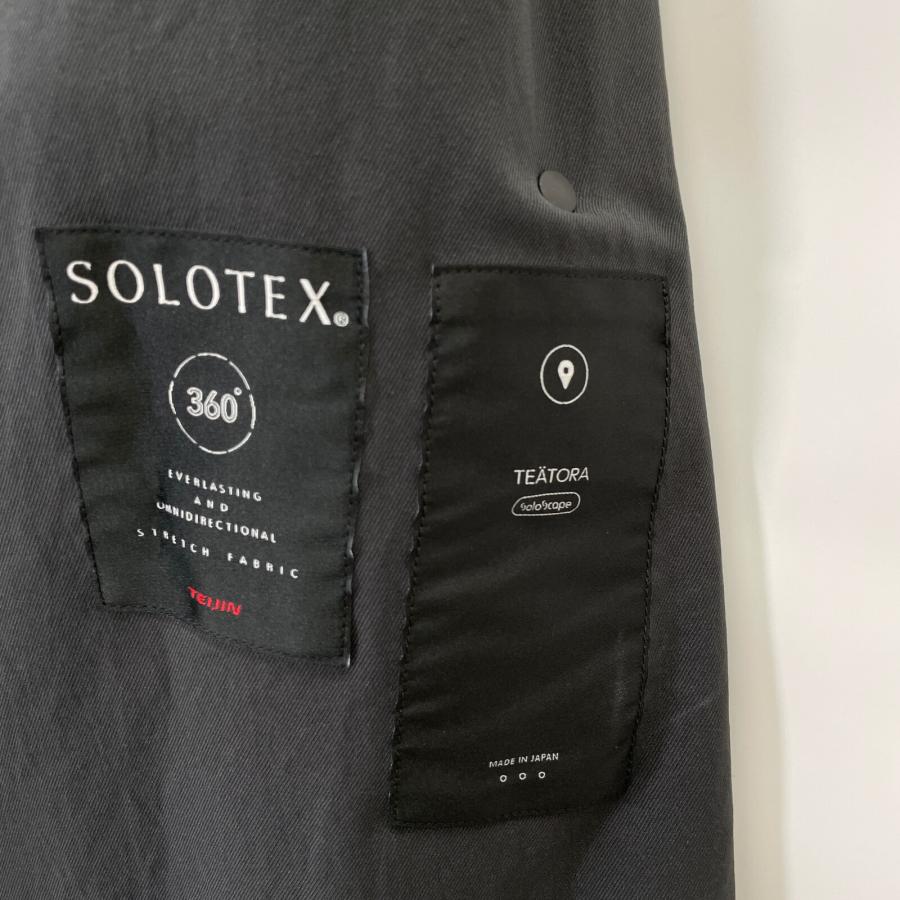 SOLOTEX®
360°
EVERLASTING
AND
OMNIDIRECTIONAL
STRETCH FABRIC
TEIJIN
TEÄTORA
SoloScape
MADE IN JAPAN